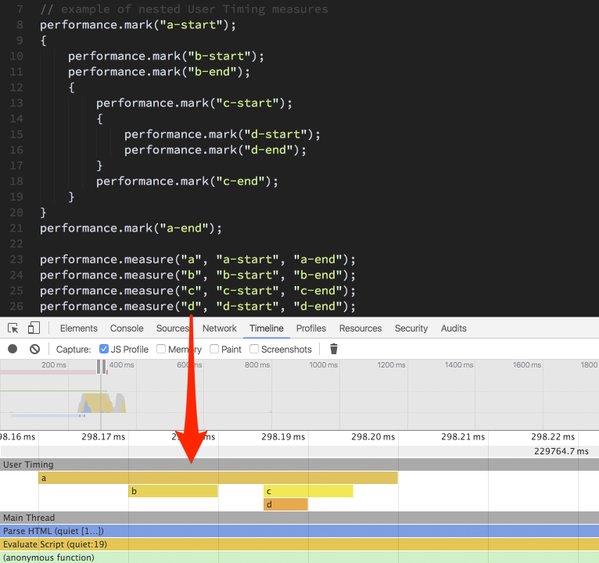 7 // example of nested User Timing measures
8 performance.mark("a-start");
9 {
10 performance.mark("b-start");
11 performance.mark("b-end");
12 {
13 performance.mark("c-start");
14 {
15 performance.mark("d-start");
16 performance.mark("d-end");
17 }
18 performance.mark("c-end");
19 }
20 }
21 performance.mark("a-end");
22
23 performance.measure("a", "a-start", "a-end");
24 performance.measure("b", "b-start", "b-end");
25 performance.measure("c", "c-start", "c-end");
26 performance.measure("d", "d-start", "d-end");
Elements Console Sources Network Timeline Profiles Resources Security Audits
Capture: JS Profile Memory Paint Screenshots
200 ms 400 ms 600 ms 800 ms 1000 ms 1200 ms 1400 ms 1600 ms 1800
298.16 ms 298.17 ms 298.19 ms 298.20 ms 298.21 ms 298.22 ms
229764.7 ms
User Timing
a
b c
d
Main Thread
Parse HTML (quiet [1...])
Evaluate Script (quiet:19)
(anonymous function)